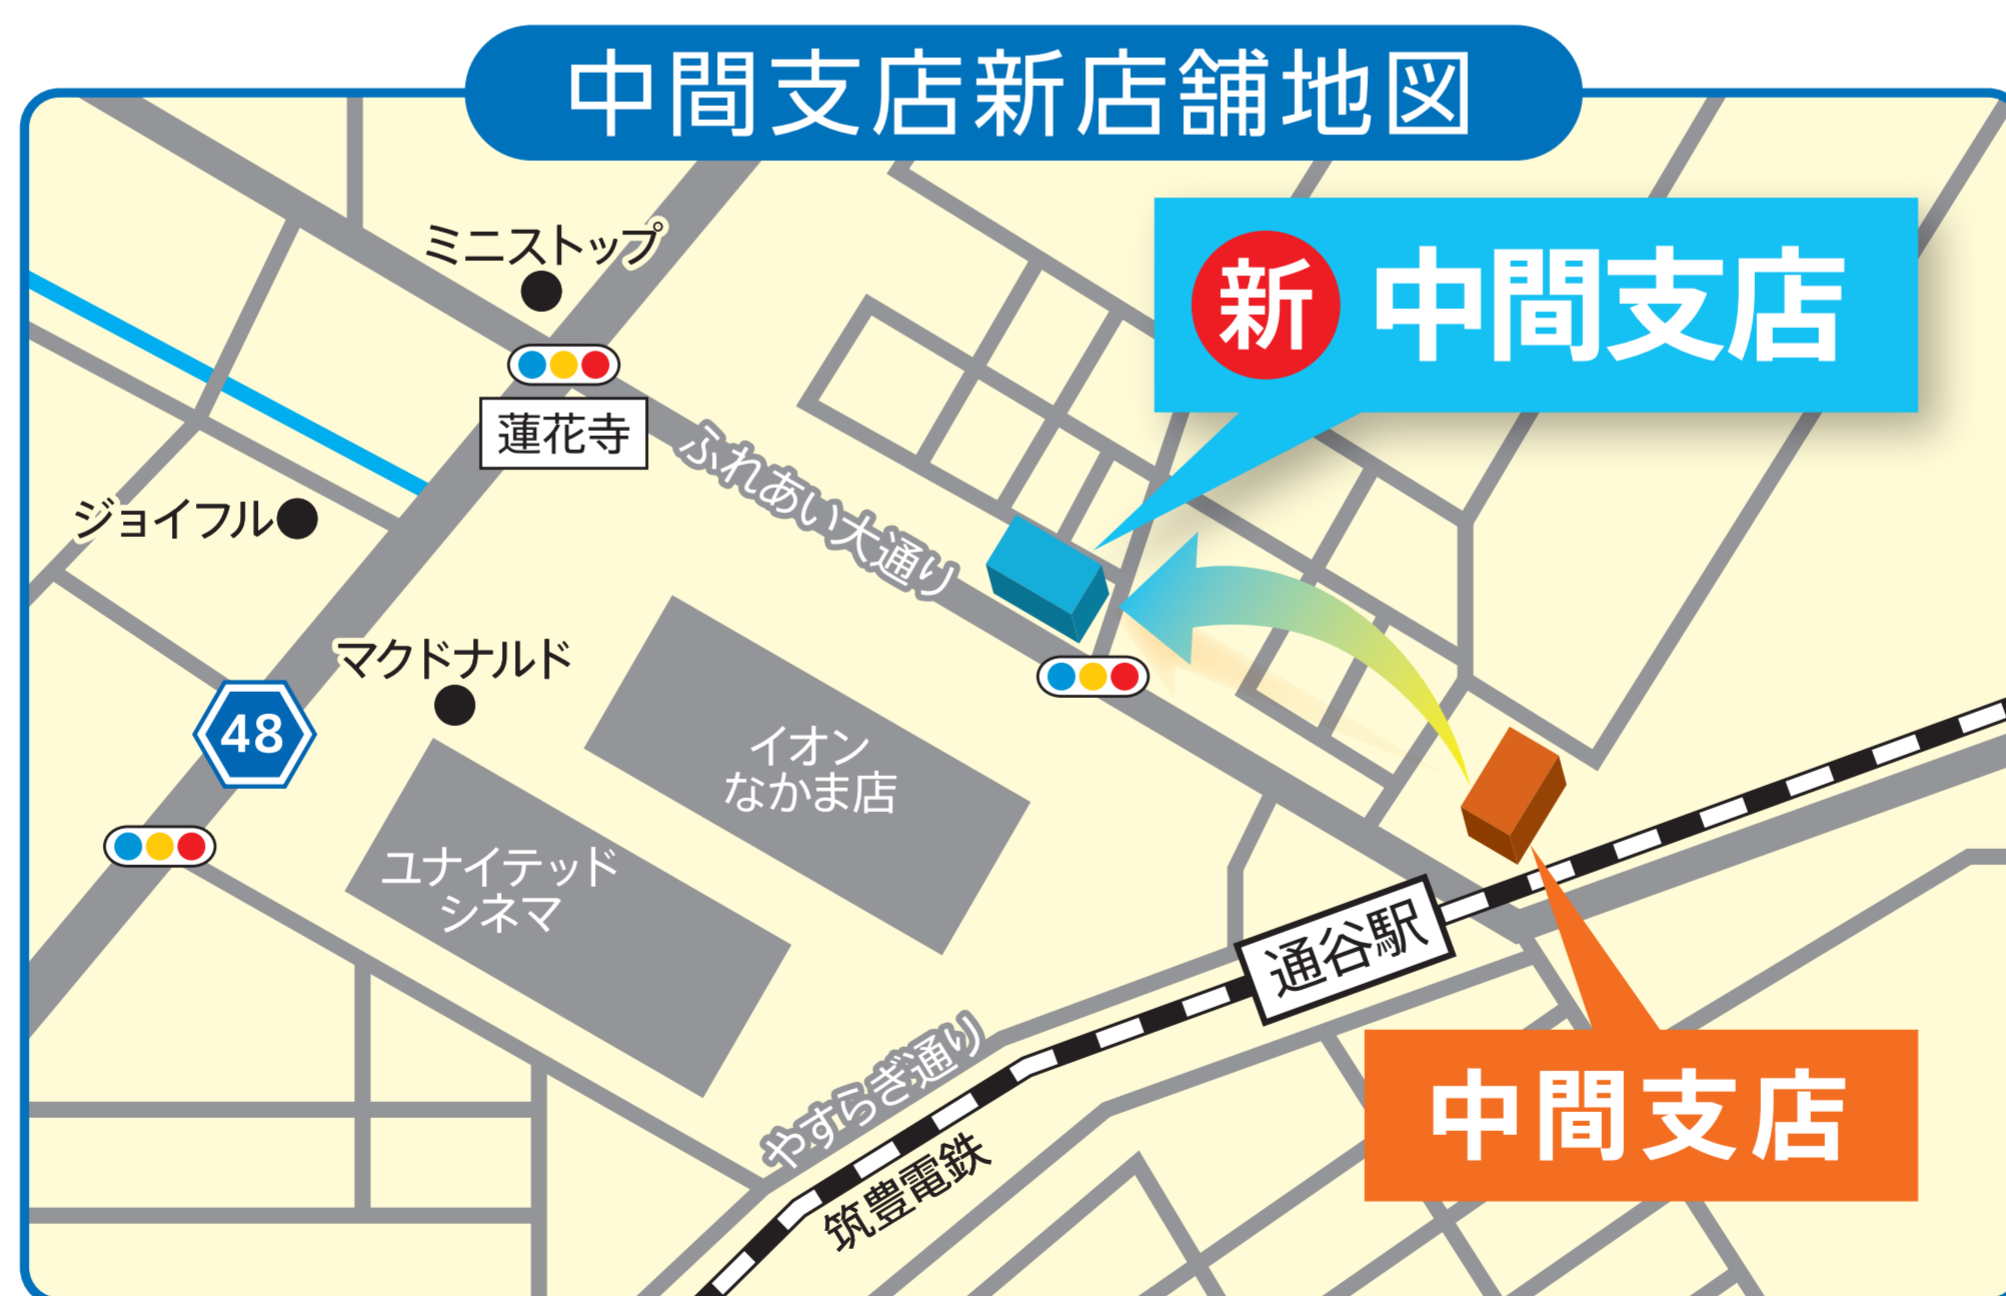 中間支店新店舗地図
新 中間支店
ミニストップ
蓮花寺
ふれあい大通り
ジョイフル
マクドナルド
48
イオン
なかま店
ユナイテッド
シネマ
通谷駅
やすらぎ通り
筑豊電鉄
中間支店